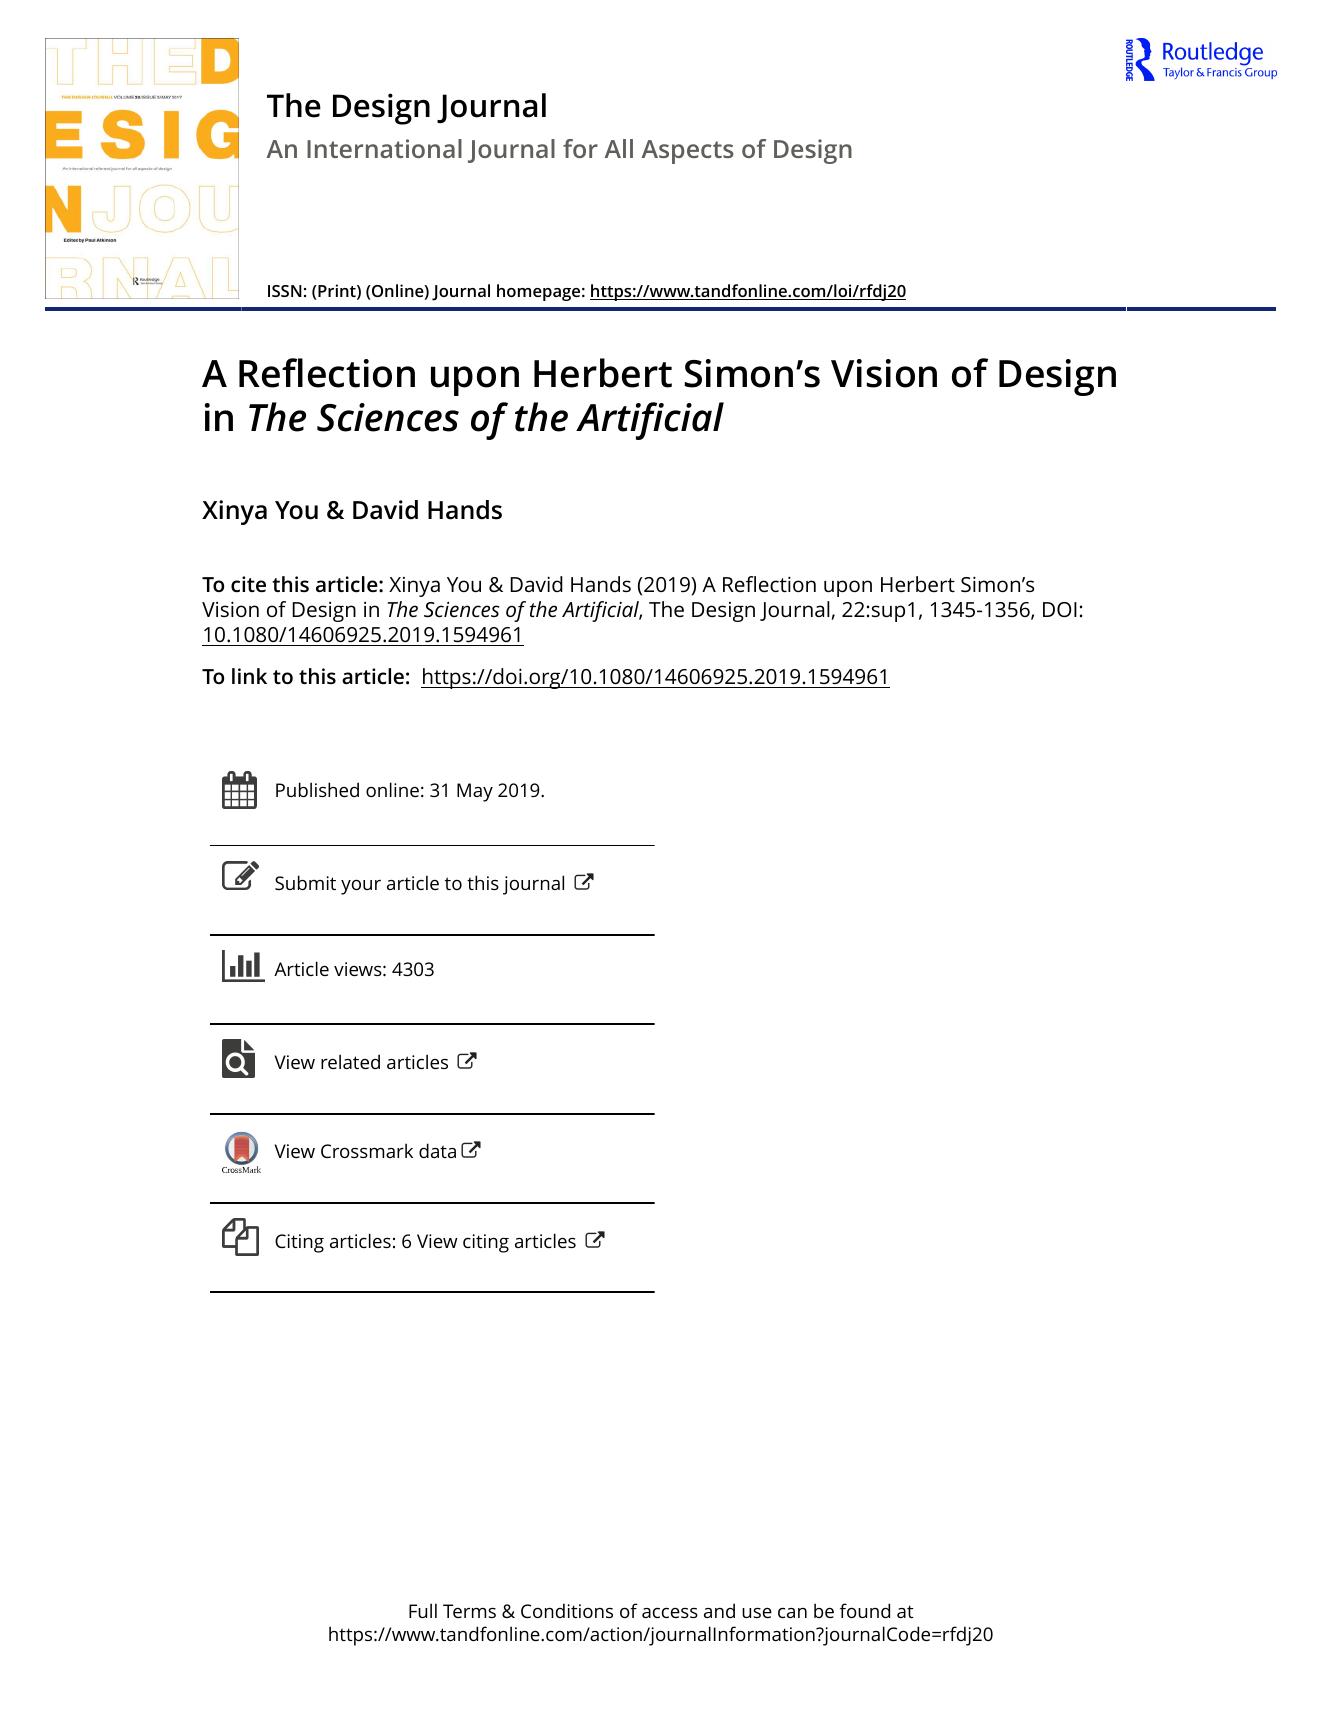 THE D
THE DESIGN JOURNAL VOLUME 20 ISSUE 3 MAY 2017
ESIG
An international refereed journal for all aspects of design
N JOU
Edited by Paul Atkinson
RNAL
Routledge
ROUTLEDGE
Routledge
Taylor & Francis Group
The Design Journal
An International Journal for All Aspects of Design
ISSN: (Print) (Online) Journal homepage: https://www.tandfonline.com/loi/rfdj20
A Reflection upon Herbert Simon’s Vision of Design
in The Sciences of the Artificial
Xinya You & David Hands
To cite this article: Xinya You & David Hands (2019) A Reflection upon Herbert Simon’s
Vision of Design in The Sciences of the Artificial, The Design Journal, 22:sup1, 1345-1356, DOI:
10.1080/14606925.2019.1594961
To link to this article: https://doi.org/10.1080/14606925.2019.1594961
Published online: 31 May 2019.
Submit your article to this journal
Article views: 4303
View related articles
CrossMark
View Crossmark data
Citing articles: 6 View citing articles
Full Terms & Conditions of access and use can be found at
https://www.tandfonline.com/action/journalInformation?journalCode=rfdj20